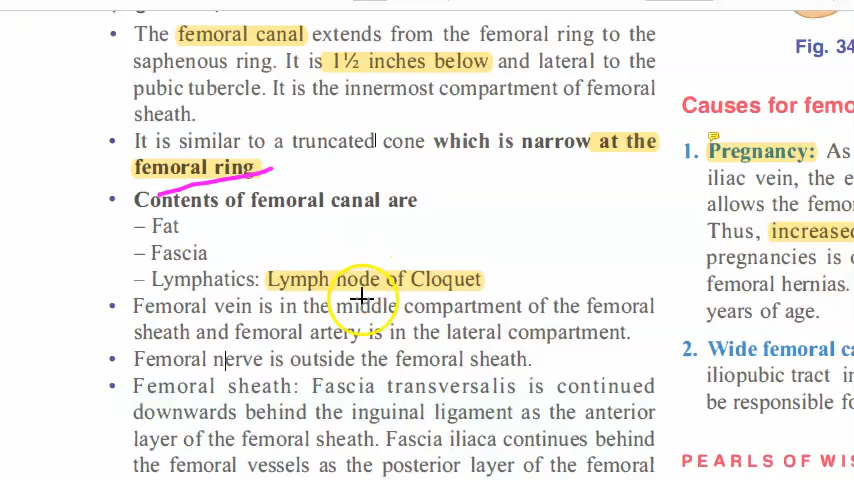 • The femoral canal extends from the femoral ring to the
saphenous ring. It is 1½ inches below and lateral to the
pubic tubercle. It is the innermost compartment of femoral
sheath.
• It is similar to a truncated cone which is narrow at the
femoral ring
• Contents of femoral canal are
– Fat
– Fascia
– Lymphatics: Lymph node of Cloquet
• Femoral vein is in the middle compartment of the femoral
sheath and femoral artery is in the lateral compartment.
• Femoral nerve is outside the femoral sheath.
• Femoral sheath: Fascia transversalis is continued
downwards behind the inguinal ligament as the anterior
layer of the femoral sheath. Fascia iliaca continues behind
the femoral vessels as the posterior layer of the femoral
Fig. 34
Causes for femo
1. Pregnancy: As
iliac vein, the e
allows the femor
Thus, increased
pregnancies is
femoral hernias.
years of age.
2. Wide femoral ca
iliopubic tract in
be responsible fo
PEARLS OF WIS